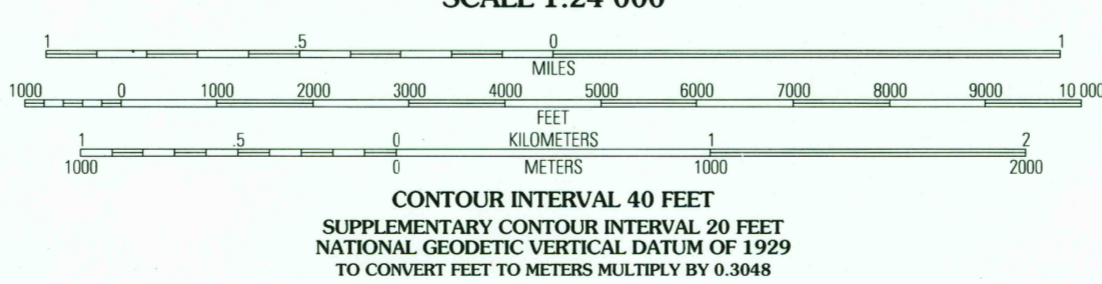 SCALE 1:24 000
1 .5 0 1
MILES
1000 0 1000 2000 3000 4000 5000 6000 7000 8000 9000 10 000
FEET
1 .5 0 KILOMETERS 1 2
1000 0 METERS 1000 2000
CONTOUR INTERVAL 40 FEET
SUPPLEMENTARY CONTOUR INTERVAL 20 FEET
NATIONAL GEODETIC VERTICAL DATUM OF 1929
TO CONVERT FEET TO METERS MULTIPLY BY 0.3048